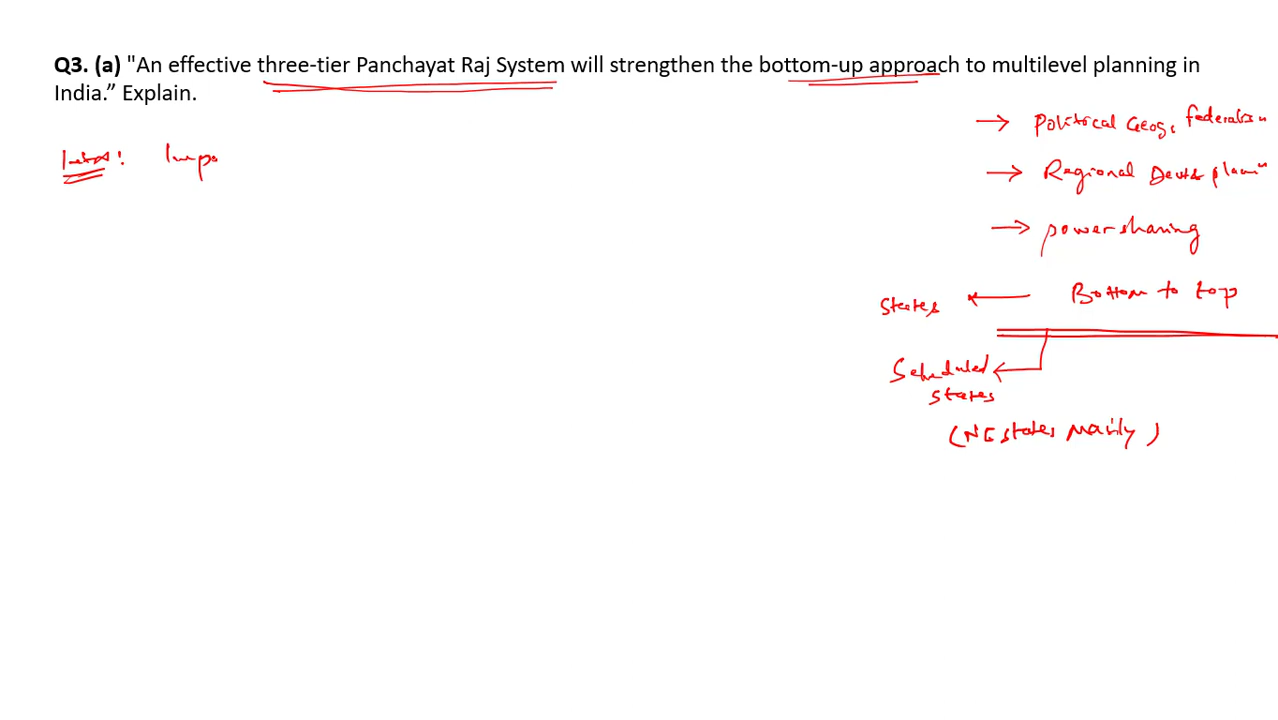 Q3. (a) "An effective three-tier Panchayat Raj System will strengthen the bottom-up approach to multilevel planning in
India.” Explain.
→ Political Geog, federalism
Intro: Impo
→ Regional Devt &
→ power sharing
States ← Bottom to top
Scheduled
States
(NE states mainly)